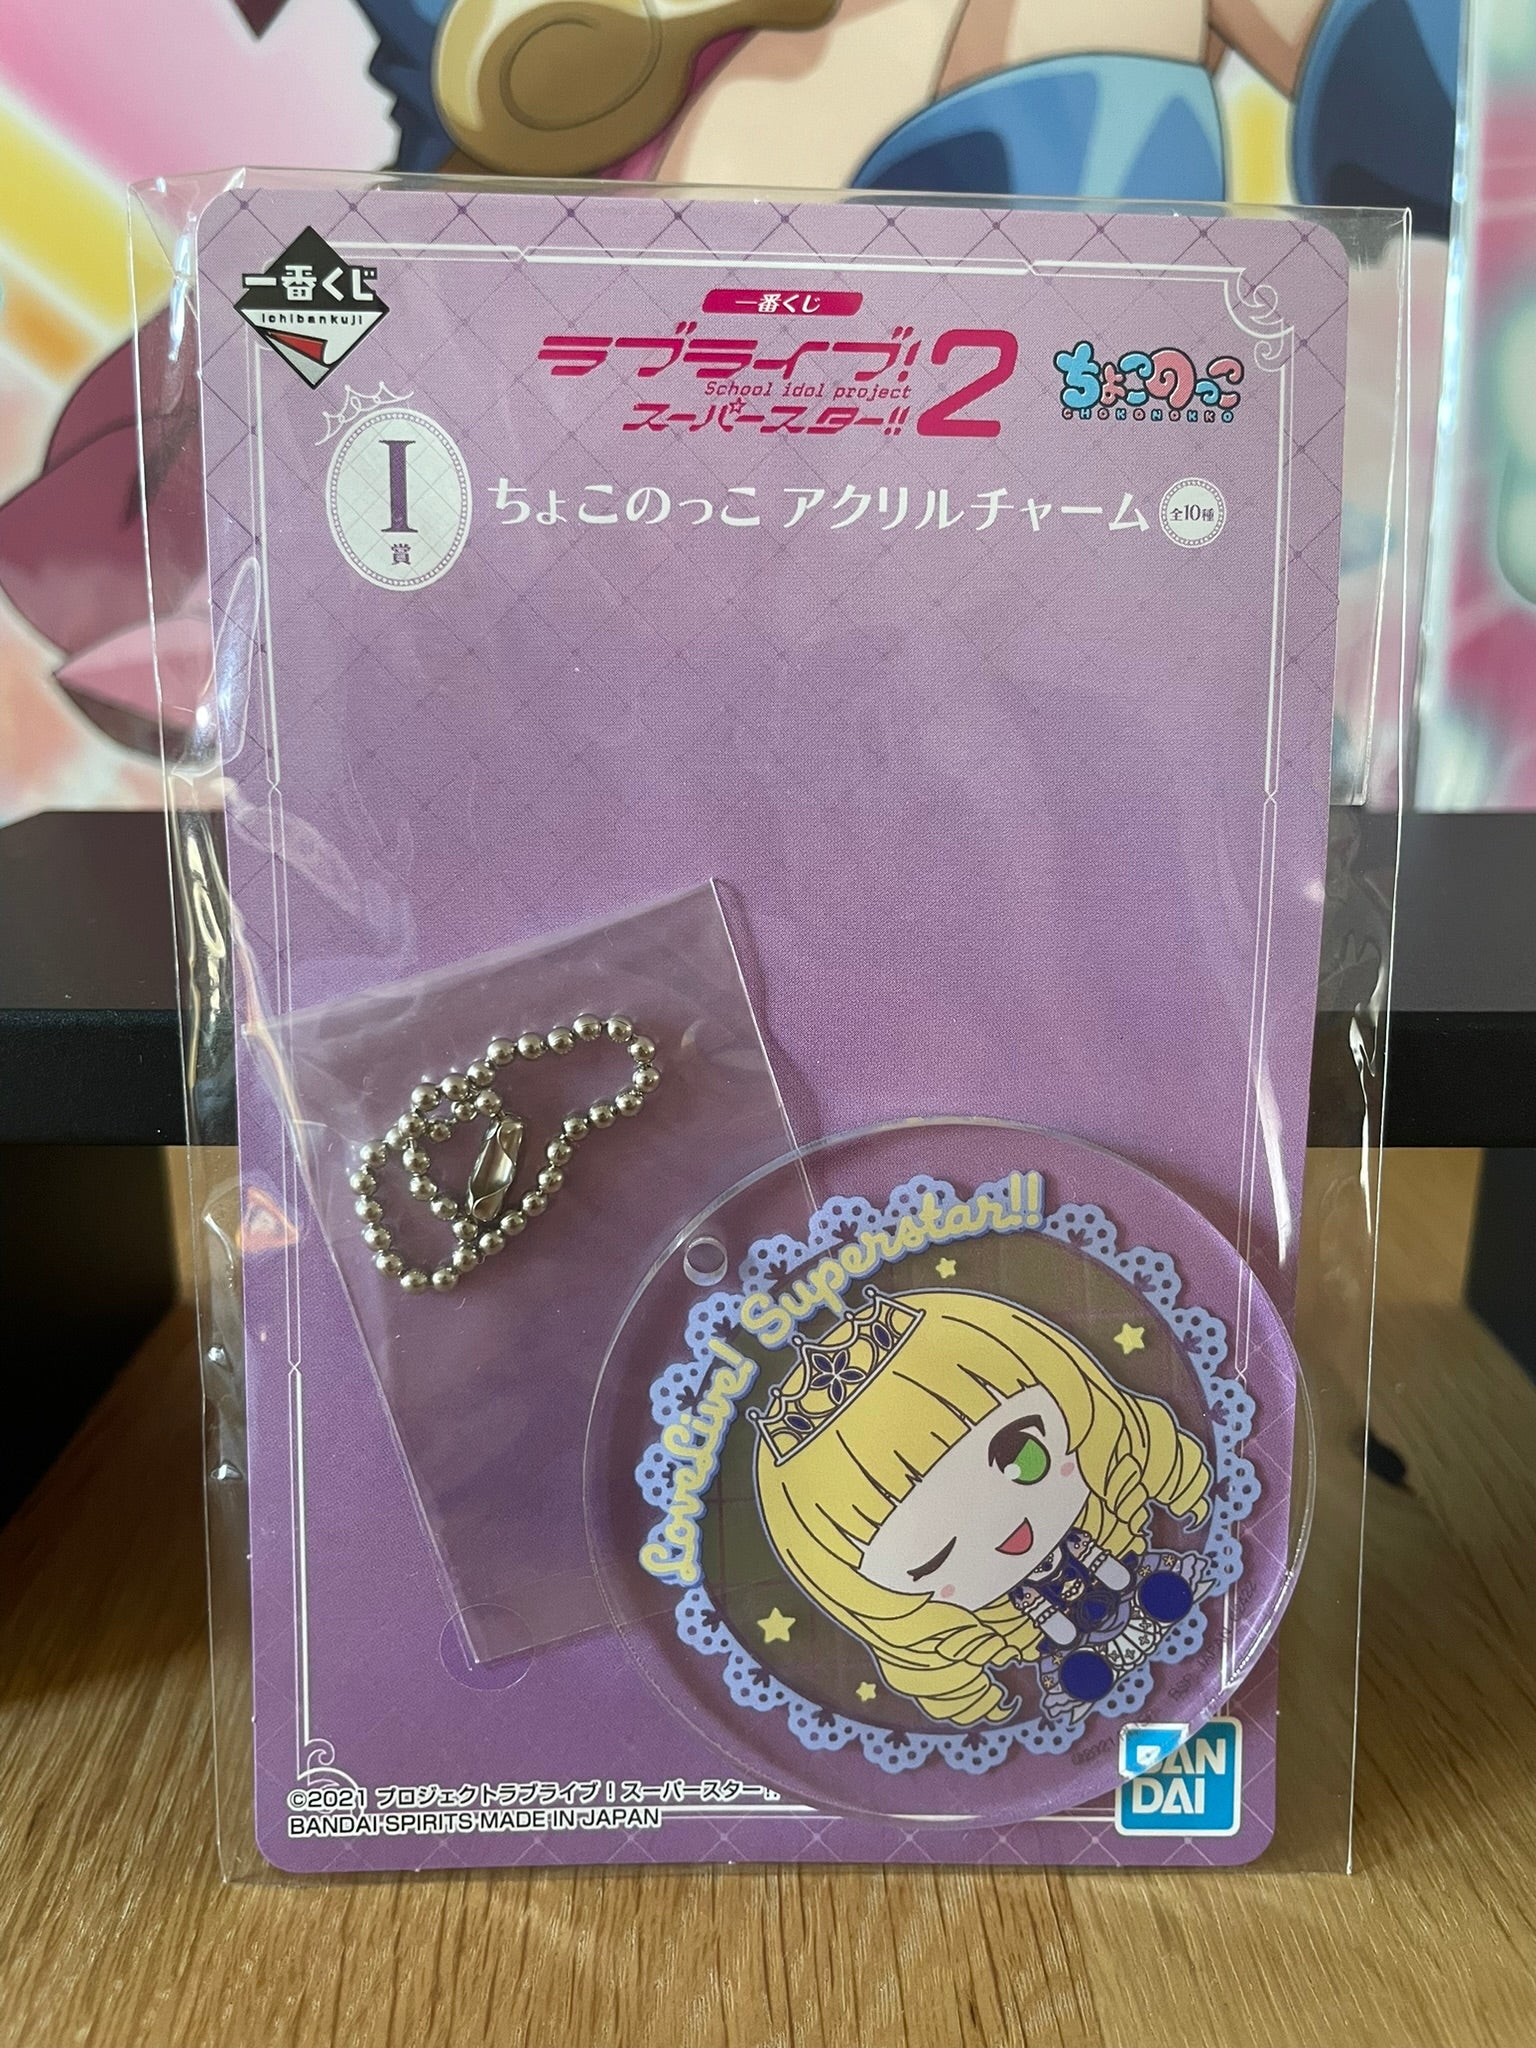 一番くじ
Ichibankuji
一番くじ
ラブライブ!
School idol project
スーパースター!!
2
ちょこのっこ
CHOKONOKKO
I
賞
ちょこのっこ アクリルチャーム
全10種
LoveLive! Superstar!!
©2021 プロジェクトラブライブ!スーパースター!!
BANDAI SPIRITS MADE IN JAPAN
BAN
DAI